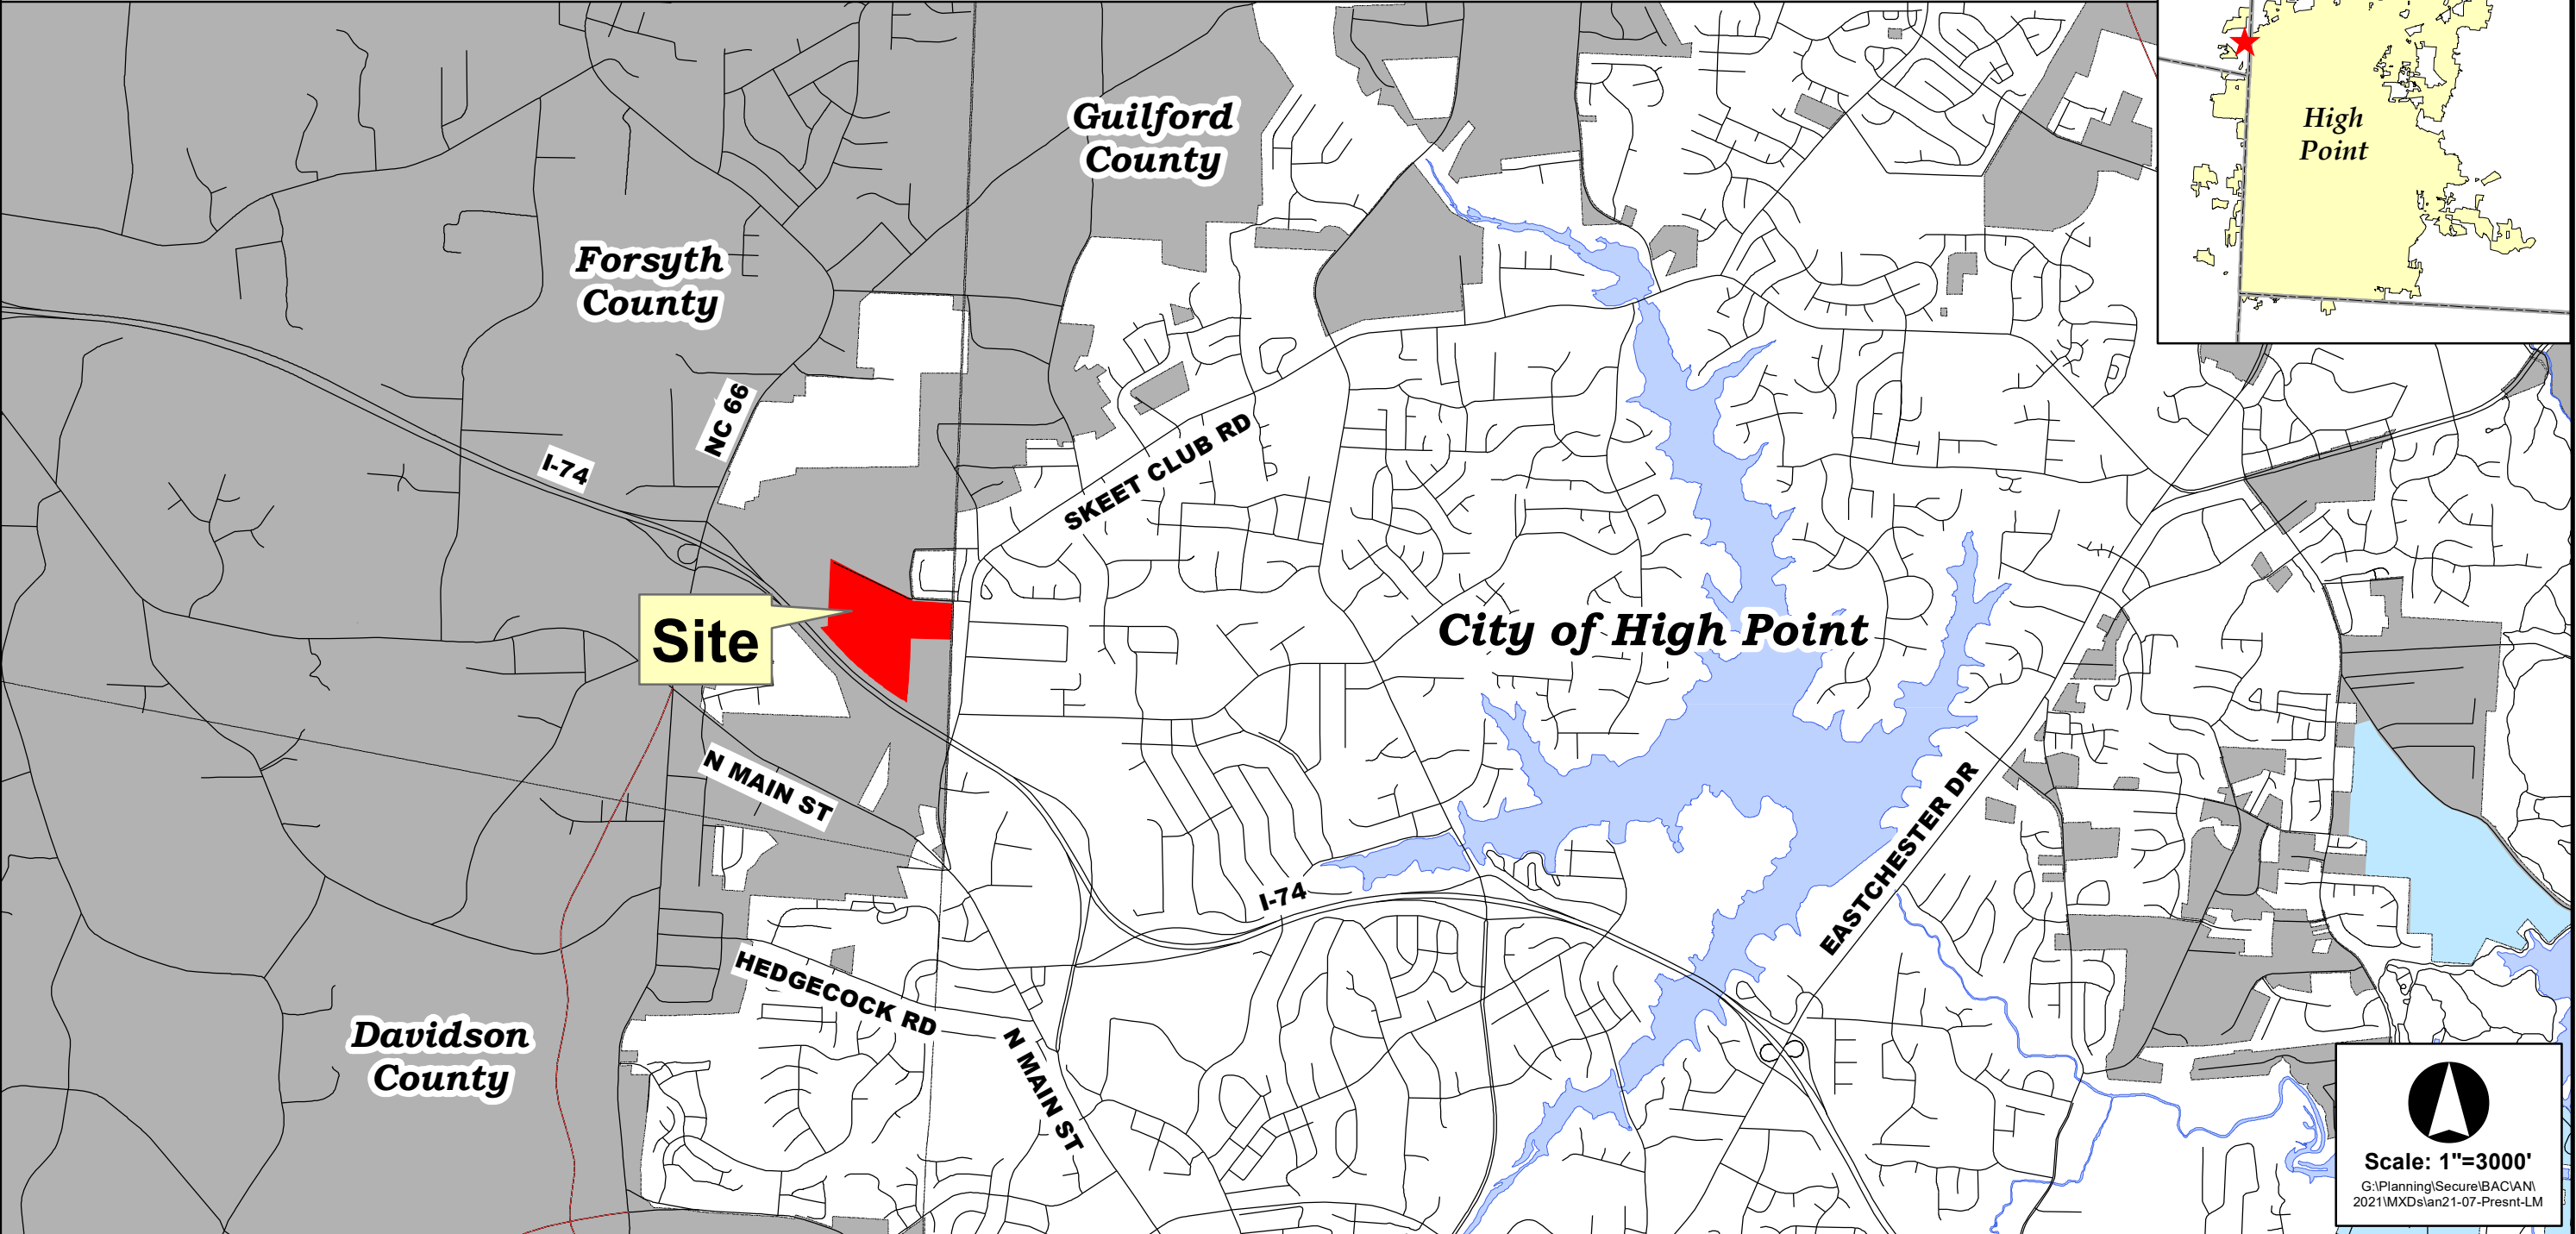 Guilford
County
High
Point
Forsyth
County
NC 66
I-74
SKEET CLUB RD
Site
City of High Point
N MAIN ST
EASTCHESTER DR
I-74
HEDGECOCK RD
Davidson
County
N MAIN ST
Scale: 1"=3000'
G:\Planning\Secure\BAC\AN\
2021\MXDs\an21-07-Presnt-LM